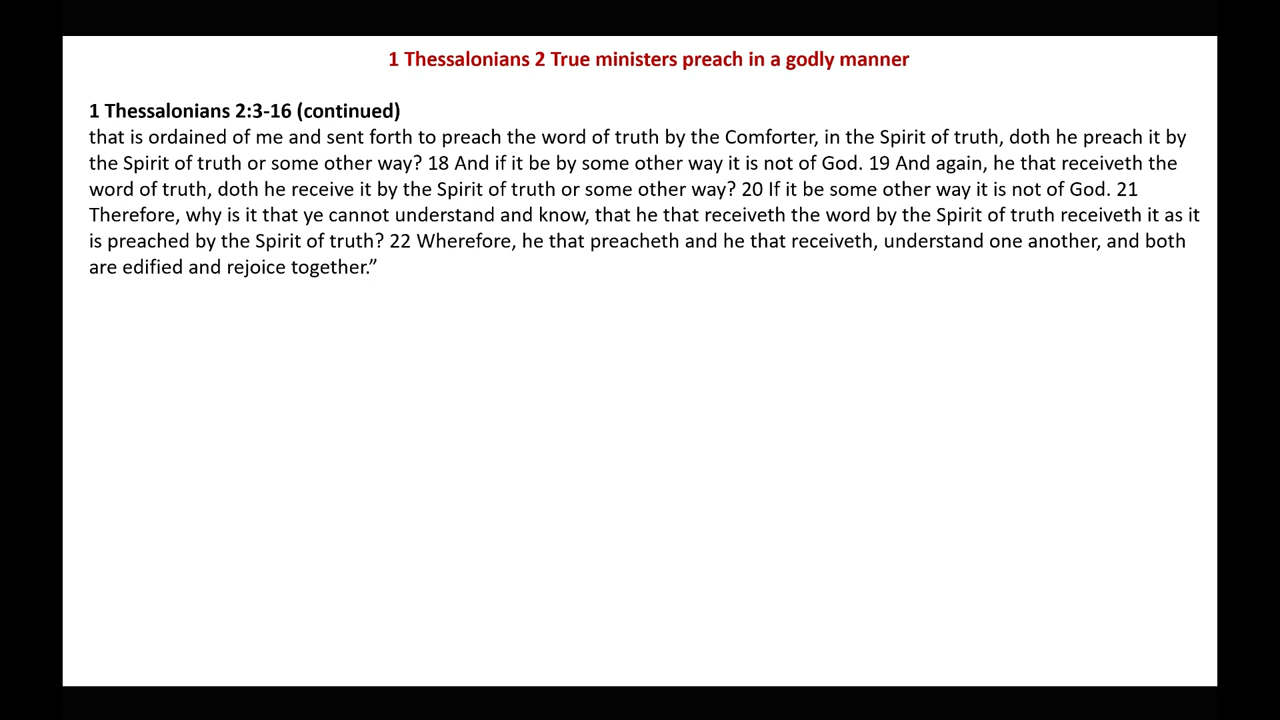 1 Thessalonians 2 True ministers preach in a godly manner
1 Thessalonians 2:3-16 (continued)
that is ordained of me and sent forth to preach the word of truth by the Comforter, in the Spirit of truth, doth he preach it by
the Spirit of truth or some other way? 18 And if it be by some other way it is not of God. 19 And again, he that receiveth the
word of truth, doth he receive it by the Spirit of truth or some other way? 20 If it be some other way it is not of God. 21
Therefore, why is it that ye cannot understand and know, that he that receiveth the word by the Spirit of truth receiveth it as it
is preached by the Spirit of truth? 22 Wherefore, he that preacheth and he that receiveth, understand one another, and both
are edified and rejoice together.”